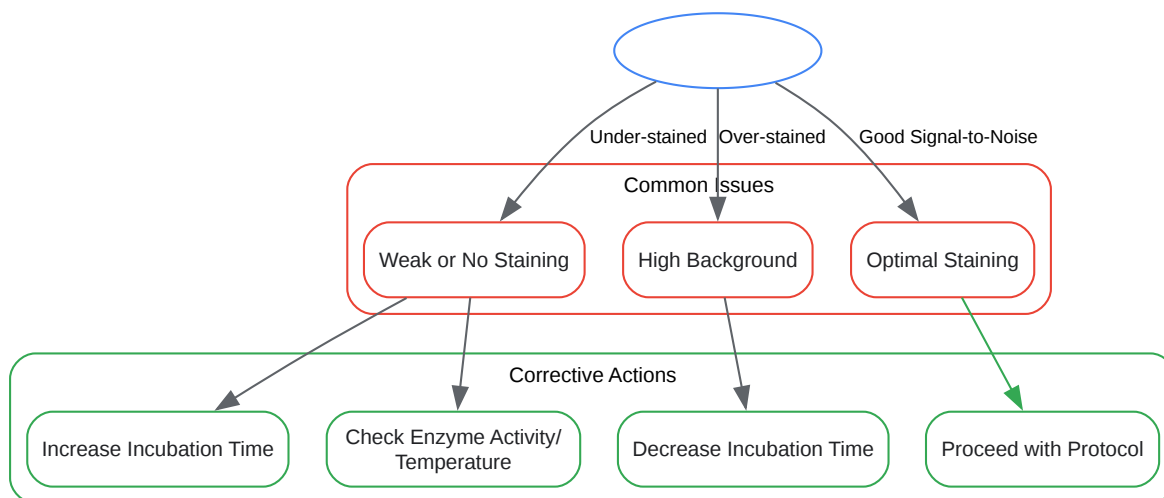 Under-stained
Over-stained
Good Signal-to-Noise
Common Issues
Weak or No Staining
High Background
Optimal Staining
Corrective Actions
Increase Incubation Time
Check Enzyme Activity/
Temperature
Decrease Incubation Time
Proceed with Protocol